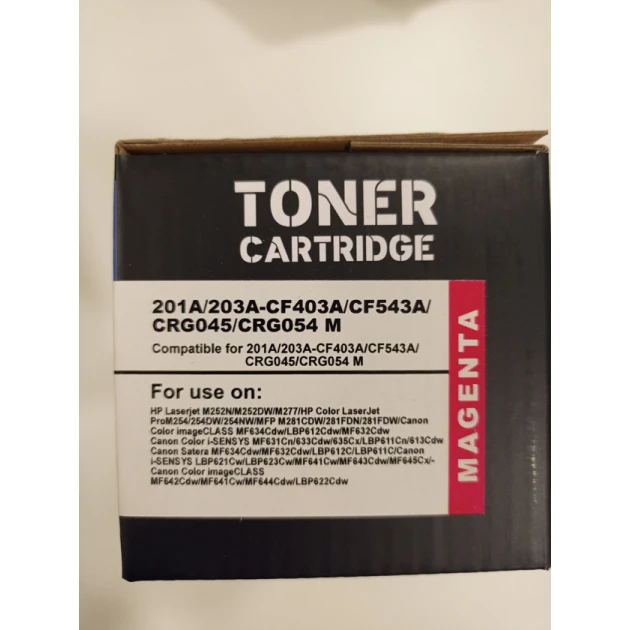 TONER
CARTRIDGE
201A/203A-CF403A/CF543A/
CRG045/CRG054 M
Compatible for 201A/203A-CF403A/CF543A/
CRG045/CRG054 M
For use on:
HP Laserjet M252N/M252DW/M277/HP Color LaserJet
ProM254/254DW/254NW/MFP M281CDW/281FDN/281FDW/Canon
Color imageCLASS MF634Cdw/LBP612Cdw/MF632Cdw
Canon Color i-SENSYS MF631Cn/633Cdw/635Cx/LBP611Cn/613Cdw
Canon Satera MF634Cdw/MF632Cdw/LBP612C/LBP611C/Canon
i-SENSYS LBP621Cw/LBP623Cw/MF641Cw/MF643Cdw/MF645Cx/-
Canon Color imageCLASS
MF642Cdw/MF641Cw/MF644Cdw/LBP622Cdw
MAGENTA